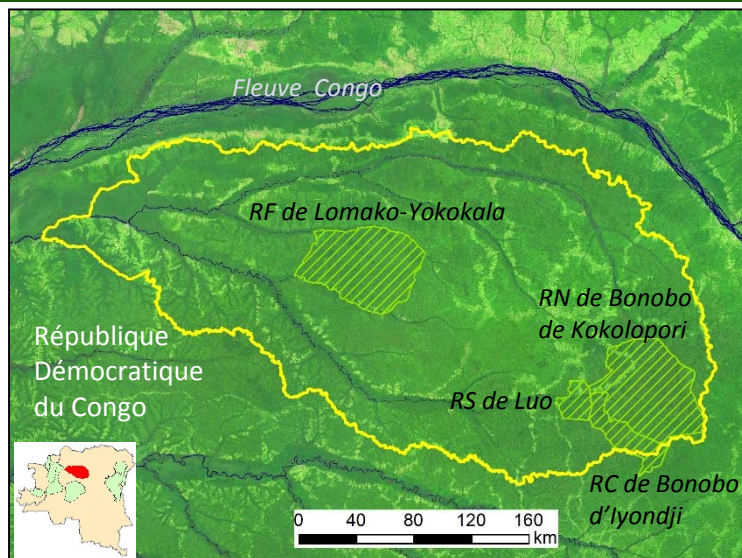 Fleuve Congo
RF de Lomako-Yokokala
RN de Bonobo
de Kokolopori
République
Démocratique
du Congo
RS de Luo
RC de Bonobo
d'Iyondji
0 40 80 120 160
km